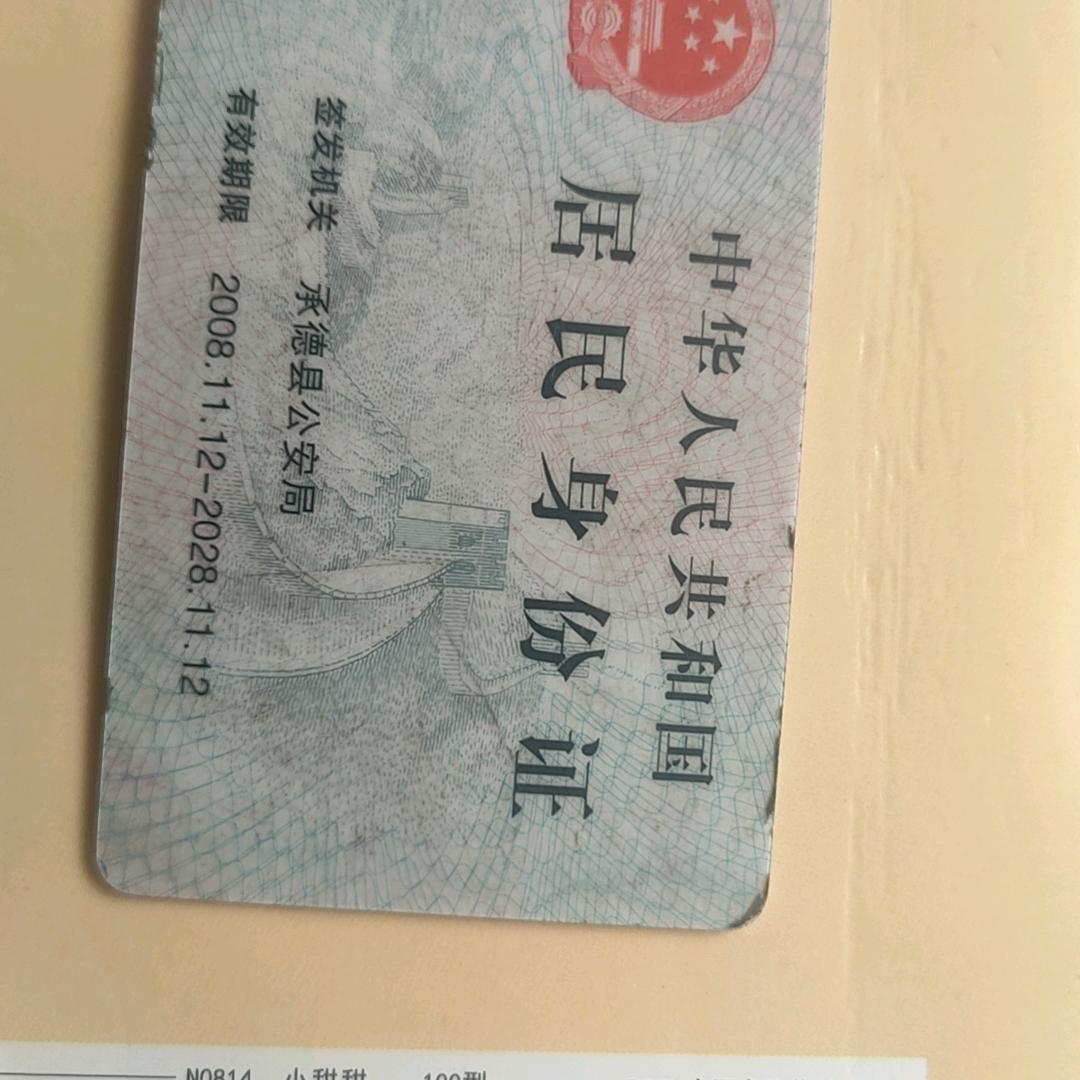 中华人民共和国
居民身份证
签发机关 承德县公安局
有效期限 2008.11.12-2028.11.12